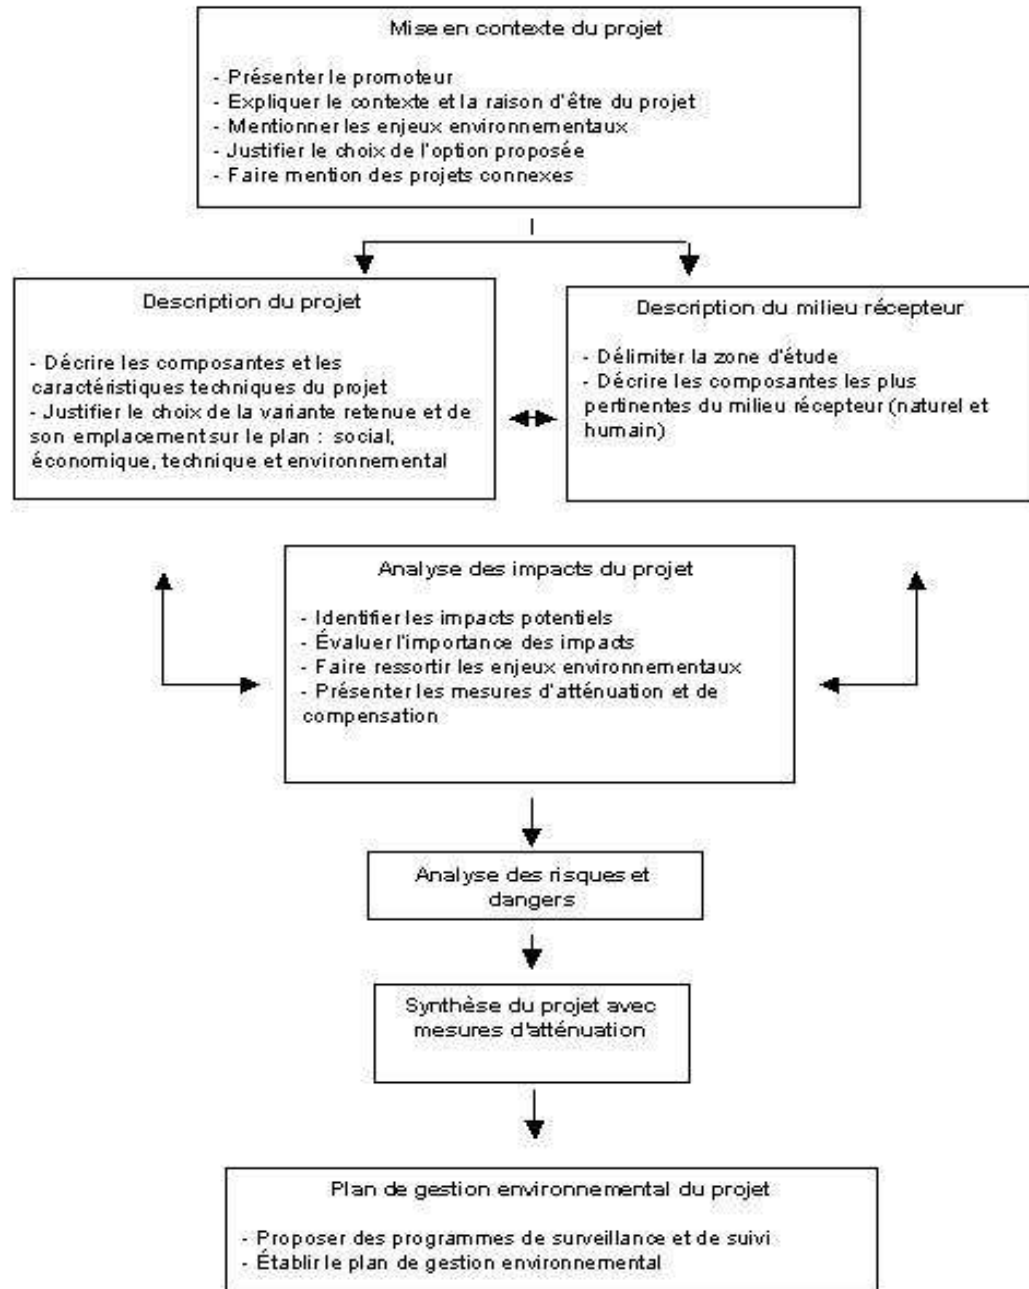 Mise en contexte du projet
- Présenter le promoteur
- Expliquer le contexte et la raison d'être du projet
- Mentionner les enjeux environnementaux
- Justifier le choix de l'option proposée
- Faire mention des projets connexes
Description du projet
- Décrire les composantes et les
caractéristiques techniques du projet
- Justifier le choix de la variante retenue et de
son emplacement sur le plan : social,
économique, technique et environnemental
Description du milieu récepteur
- Délimiter la zone d'étude
- Décrire les composantes les plus
pertinentes du milieu récepteur (naturel et
humain)
Analyse des impacts du projet
- Identifier les impacts potentiels
- Évaluer l'importance des impacts
- Faire ressortir les enjeux environnementaux
- Présenter les mesures d'atténuation et de
compensation
Analyse des risques et
dangers
Synthèse du projet avec
mesures d'atténuation
Plan de gestion environnemental du projet
- Proposer des programmes de surveillance et de suivi
- Établir le plan de gestion environnemental